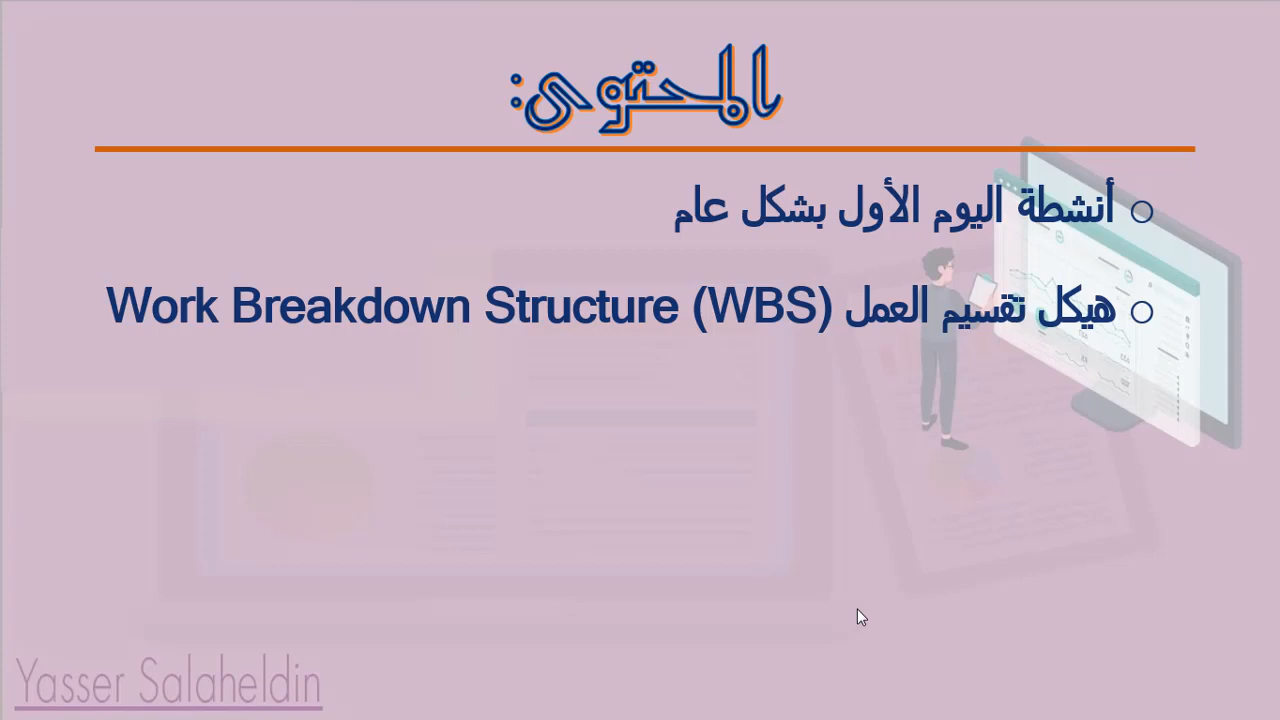 المحتوى:
أنشطة اليوم الأول بشكل عام
هيكل تقسيم العمل Work Breakdown Structure (WBS)
Yasser Salaheldin